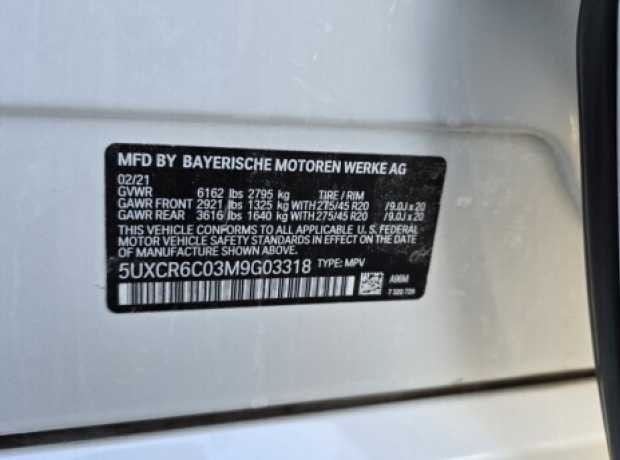 MFD BY BAYERISCHE MOTOREN WERKE AG
02/21
GVWR 6162 lbs 2795 kg TIRE / RIM
GAWR FRONT 2921 lbs 1325 kg WITH 275/45 R20 /9.0J x 20
GAWR REAR 3616 lbs 1640 kg WITH 275/45 R20 /9.0J x 20
THIS VEHICLE CONFORMS TO ALL APPLICABLE U. S. FEDERAL
MOTOR VEHICLE SAFETY STANDARDS IN EFFECT ON THE DATE
OF MANUFACTURE SHOWN ABOVE.
5UXCR6C03M9G03318 TYPE: MPV
A96M